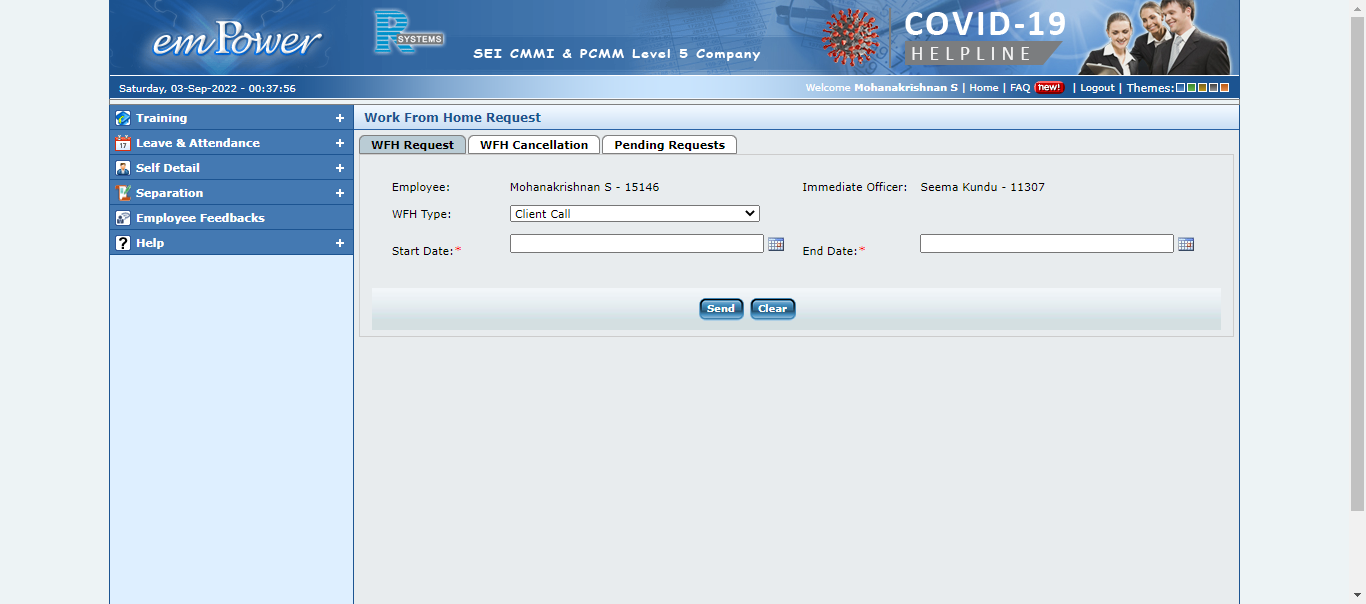 emPower
R SYSTEMS
SEI CMMI & PCMM Level 5 Company
COVID-19
HELPLINE
Saturday, 03-Sep-2022 - 00:37:56
Welcome Mohanakrishnan S | Home | FAQ new! | Logout | Themes:
Training +
Leave & Attendance +
Self Detail +
Separation +
Employee Feedbacks
Help +
17
?
Work From Home Request
WFH Request
WFH Cancellation
Pending Requests
Employee: Mohanakrishnan S - 15146
Immediate Officer: Seema Kundu - 11307
WFH Type: Client Call
Start Date:*
End Date:*
Send
Clear